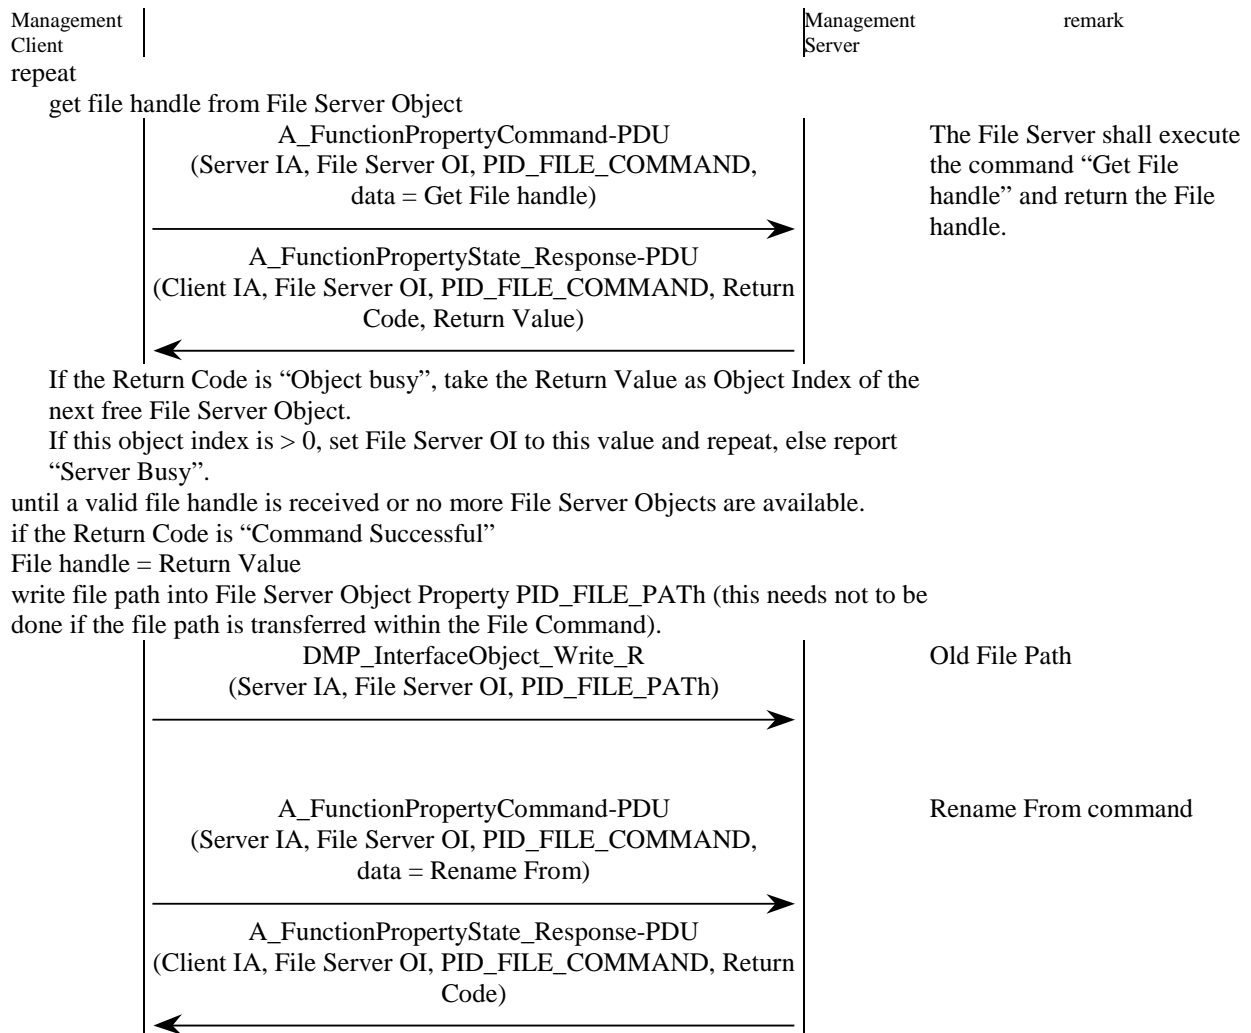 Management Management remark
Client Server
repeat
get file handle from File Server Object
A_FunctionPropertyCommand-PDU The File Server shall execute
(Server IA, File Server OI, PID_FILE_COMMAND, the command “Get File
data = Get File handle) handle” and return the File
handle.
A_FunctionPropertyState_Response-PDU
(Client IA, File Server OI, PID_FILE_COMMAND, Return
Code, Return Value)
If the Return Code is “Object busy”, take the Return Value as Object Index of the
next free File Server Object.
If this object index is > 0, set File Server OI to this value and repeat, else report
“Server Busy”.
until a valid file handle is received or no more File Server Objects are available.
if the Return Code is “Command Successful”
File handle = Return Value
write file path into File Server Object Property PID_FILE_PATh (this needs not to be
done if the file path is transferred within the File Command).
DMP_InterfaceObject_Write_R Old File Path
(Server IA, File Server OI, PID_FILE_PATh)
A_FunctionPropertyCommand-PDU Rename From command
(Server IA, File Server OI, PID_FILE_COMMAND,
data = Rename From)
A_FunctionPropertyState_Response-PDU
(Client IA, File Server OI, PID_FILE_COMMAND, Return
Code)